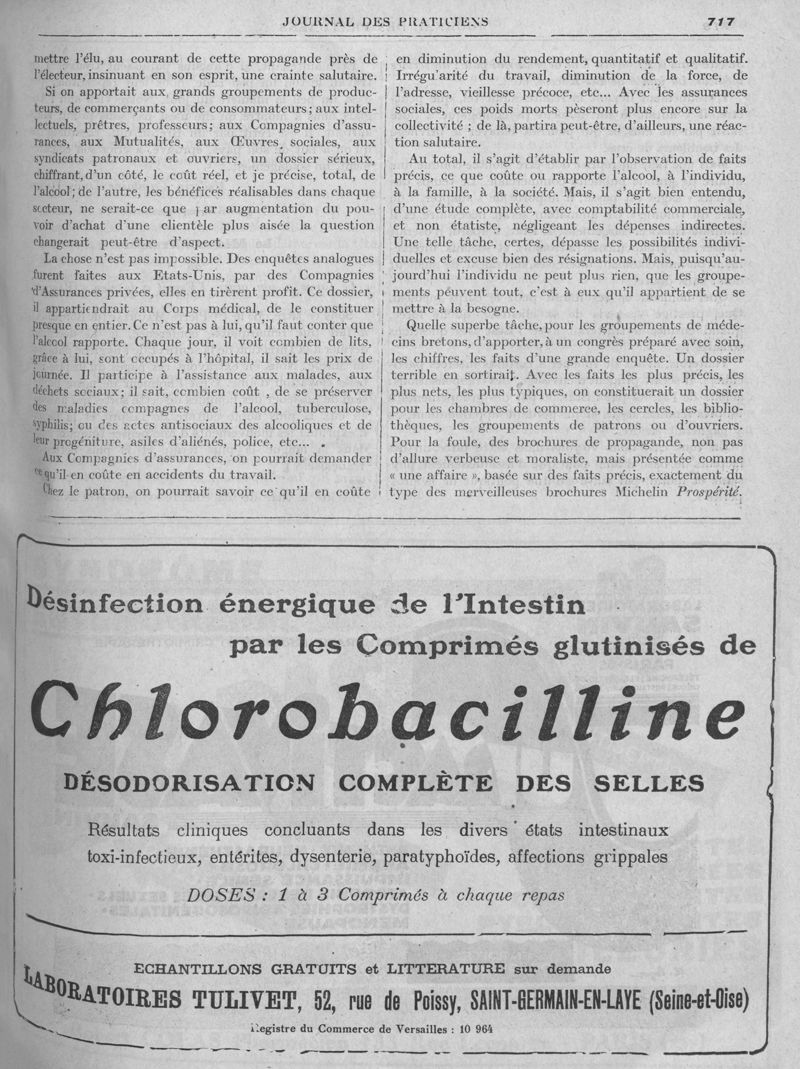 JOURNAL DES PRATICIENS 717
mettre l'élu, au courant de cette propagande près de
l'électeur, insinuant en son esprit, une crainte salutaire.
Si on apportait aux grands groupements de produc-
teurs, de commerçants ou de consommateurs; aux intel-
lectuels, prêtres, professeurs; aux Compagnies d'assu-
rances, aux Mutualités, aux Œuvres sociales, aux
syndicats patronaux et ouvriers, un dossier sérieux,
chiffrant, d'un côté, le coût réel, et je précise, total, de
l'alcool; de l'autre, les bénéfices réalisables dans chaque
secteur, ne serait-ce que par augmentation du pou-
voir d'achat d'une clientèle plus aisée la question
changerait peut-être d'aspect.
La chose n'est pas impossible. Des enquêtes analogues
furent faites aux Etats-Unis, par des Compagnies
d'Assurances privées, elles en tirèrent profit. Ce dossier,
il appartiendrait au Corps médical, de le constituer
presque en entier. Ce n'est pas à lui, qu'il faut conter que
l'alcool rapporte. Chaque jour, il voit combien de lits,
grâce à lui, sont occupés à l'hôpital, il sait les prix de
journée. Il participe à l'assistance aux malades, aux
déchets sociaux; il sait, combien coût, de se préserver
des maladies compagnes de l'alcool, tuberculose,
syphilis; ou des actes antisociaux des alcooliques et de
leur progéniture, asiles d'aliénés, police, etc...
Aux Compagnies d'assurances, on pourrait demander
ce qu'il en coûte en accidents du travail.
Chez le patron, on pourrait savoir ce qu'il en coûte
en diminution du rendement, quantitatif et qualitatif.
Irrégu'arité du travail, diminution de la force, de
l'adresse, vieillesse précoce, etc... Avec les assurances
sociales, ces poids morts pèseront plus encore sur la
collectivité ; de là, partira peut-être, d'ailleurs, une réac-
tion salutaire.
Au total, il s'agit d'établir par l'observation de faits
précis, ce que coûte ou rapporte l'alcool, à l'individu,
à la famille, à la société. Mais, il s'agit bien entendu,
d'une étude complète, avec comptabilité commerciale,
et non étatiste, négligeant les dépenses indirectes.
Une telle tâche, certes, dépasse les possibilités indivi-
duelles et excuse bien des résignations. Mais, puisqu'au-
jourd'hui l'individu ne peut plus rien, que les groupe-
ments peuvent tout, c'est à eux qu'il appartient de se
mettre à la besogne.
Quelle superbe tâche, pour les groupements de méde-
cins bretons, d'apporter, à un congrès préparé avec soin,
les chiffres, les faits d'une grande enquête. Un dossier
terrible en sortirait. Avec les faits les plus précis, les
plus nets, les plus typiques, on constituerait un dossier
pour les chambres de commerce, les cercles, les biblio-
thèques, les groupements de patrons ou d'ouvriers.
Pour la foule, des brochures de propagande, non pas
d'allure verbeuse et moraliste, mais présentée comme
« une affaire », basée sur des faits précis, exactement du
type des merveilleuses brochures Michelin Prospérité.
Désinfection énergique de l'Intestin
par les Comprimés glutinisés de
Chlorobacilline
DÉSODORISATION COMPLÈTE DES SELLES
Résultats cliniques concluants dans les divers états intestinaux
toxi-infectieux, entérites, dysenterie, paratyphoïdes, affections grippales
DOSES : 1 à 3 Comprimés à chaque repas
ECHANTILLONS GRATUITS et LITTERATURE sur demande
LABORATOIRES TULIVET, 52, rue de Poissy, SAINT-GERMAIN-EN-LAYE (Seine-et-Oise)
Registre du Commerce de Versailles : 10 964